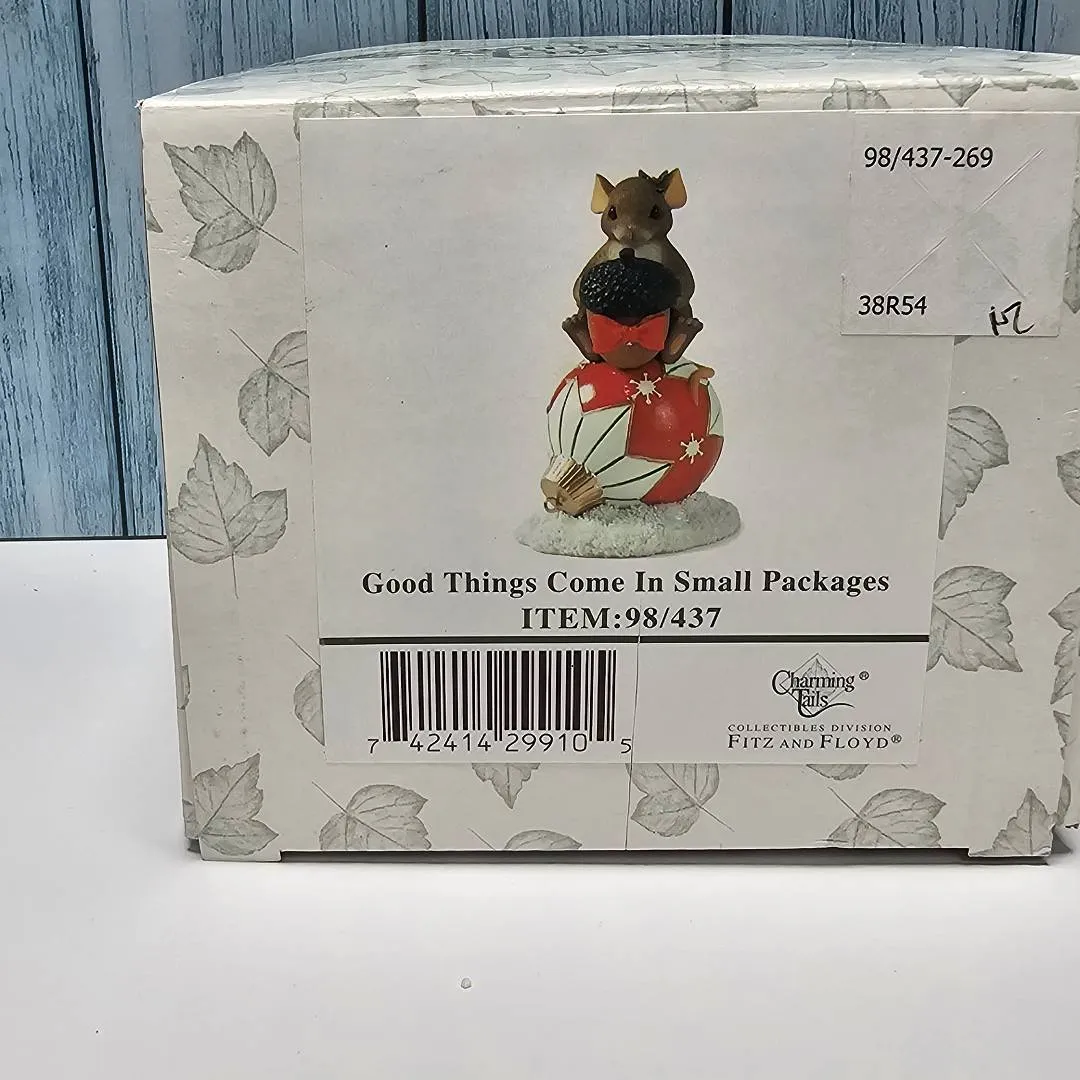 98/437-269
38R54
Good Things Come In Small Packages
ITEM:98/437
7 42414 29910 5
Charming ®
Tails
COLLECTIBLES DIVISION
FITZ AND FLOYD®